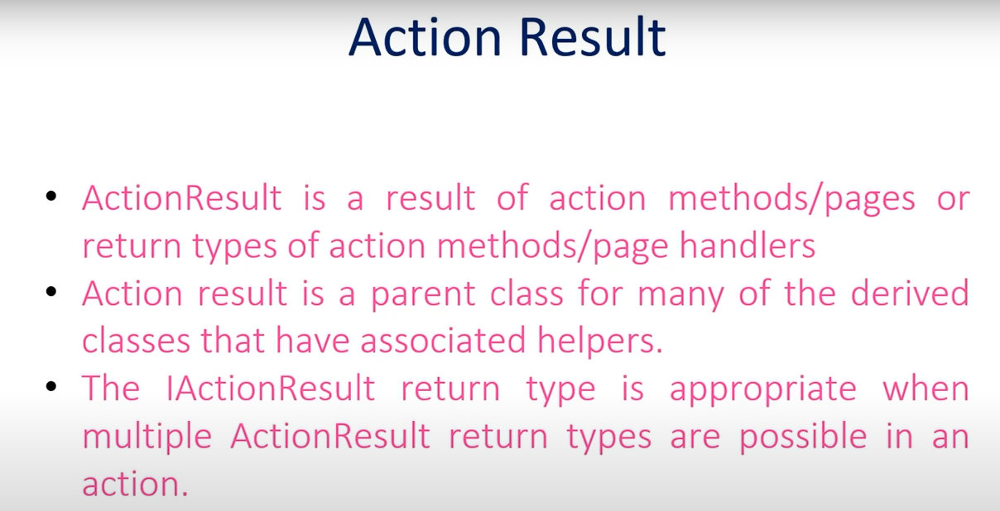 Action Result
• ActionResult is a result of action methods/pages or
return types of action methods/page handlers
• Action result is a parent class for many of the derived
classes that have associated helpers.
• The IActionResult return type is appropriate when
multiple ActionResult return types are possible in an
action.